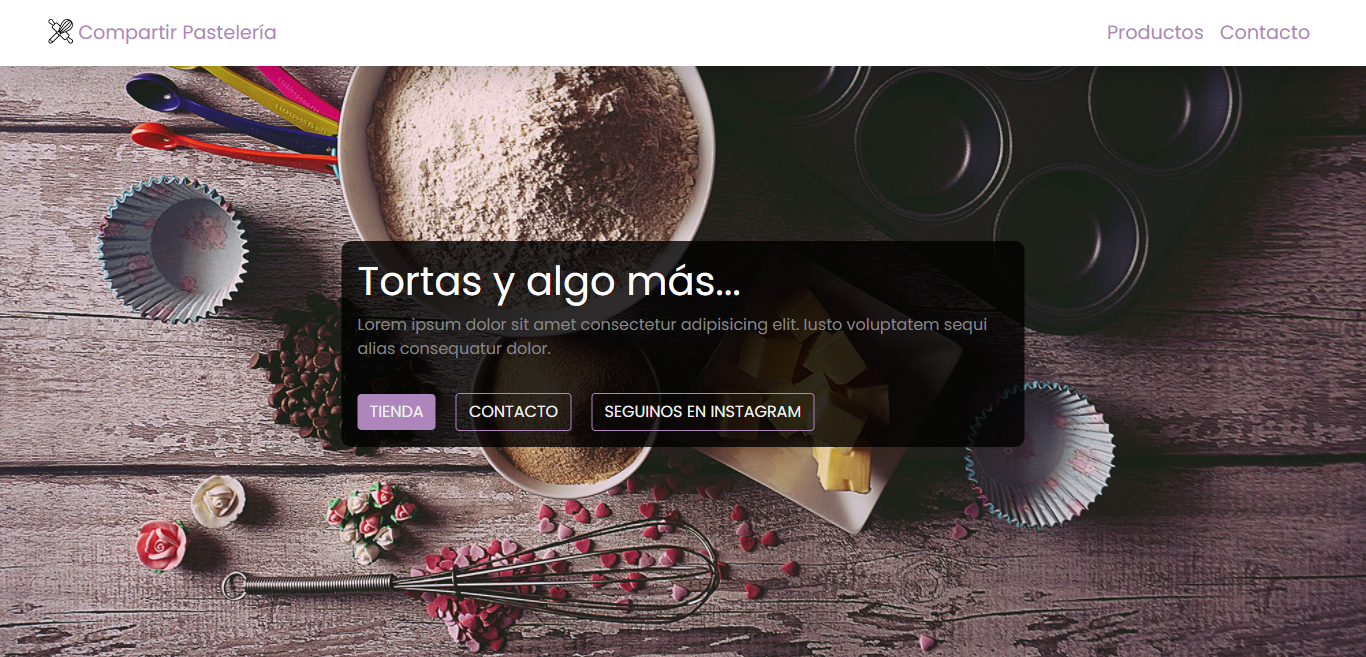 Compartir Pastelería
Productos Contacto
Tortas y algo más...
Lorem ipsum dolor sit amet consectetur adipisicing elit. Iusto voluptatem sequi
alias consequatur dolor.
TIENDA CONTACTO SEGUINOS EN INSTAGRAM